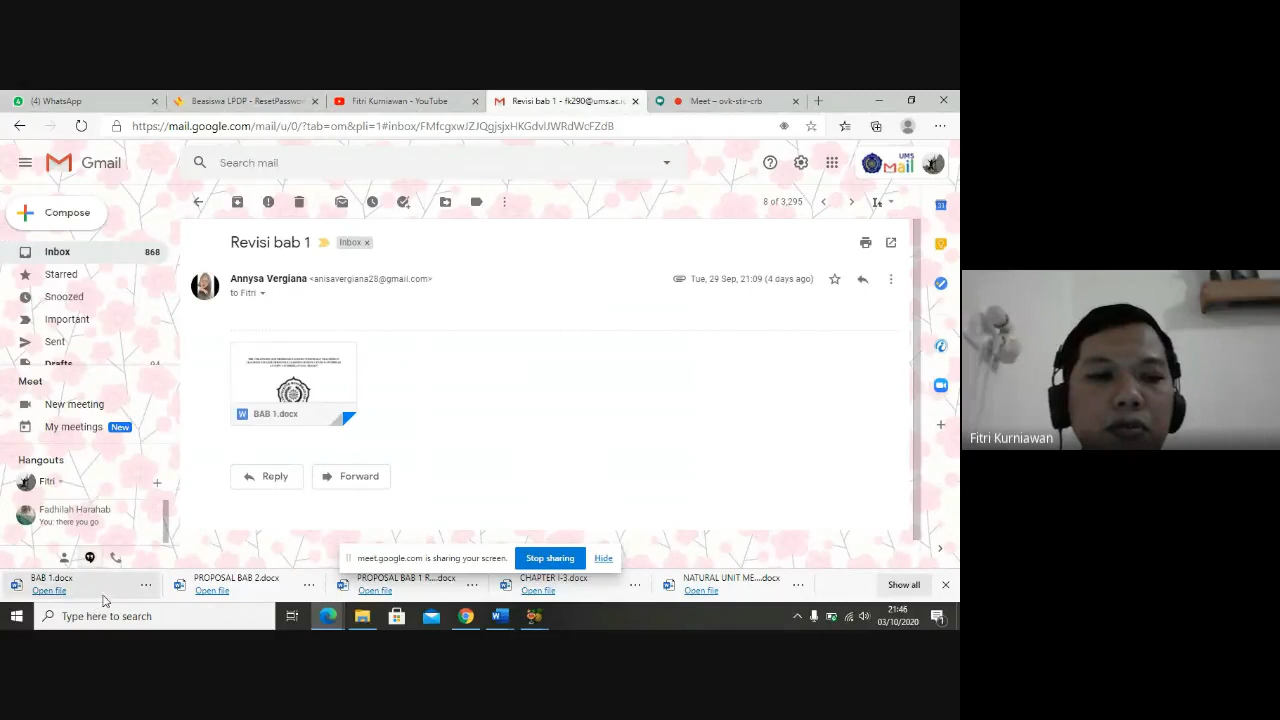 (4) WhatsApp
Beasiswa LPDP - ResetPasswo
Fitri Kurniawan - YouTube
Revisi bab 1 - fk290@ums.ac.i
Meet – ovk-stir-crb
https://mail.google.com/mail/u/0/?tab=om&pli=1#inbox/
Gmail
Search mail
UMS
Mail
Compose
8 of 3,295
Inbox 868
Starred
Snoozed
Important
Sent
Drafts 94
Revisi bab 1
Inbox x
Annysa Vergiana <anisavergiana28@gmail.com>
Tue, 29 Sep, 21:09 (4 days ago)
to Fitri
W BAB 1.docx
Meet
New meeting
My meetings New
Hangouts
Fitri
Fadhilah Harahab
You: there you go
Reply
Forward
meet.google.com is sharing your screen.
Stop sharing
Hide
BAB 1.docx
Open file
PROPOSAL BAB 2.docx
Open file
PROPOSAL BAB 1 R....docx
Open file
CHAPTER I-3.docx
Open file
NATURAL UNIT ME....docx
Open file
Show all
Type here to search
21:46
03/10/2020
Fitri Kurniawan